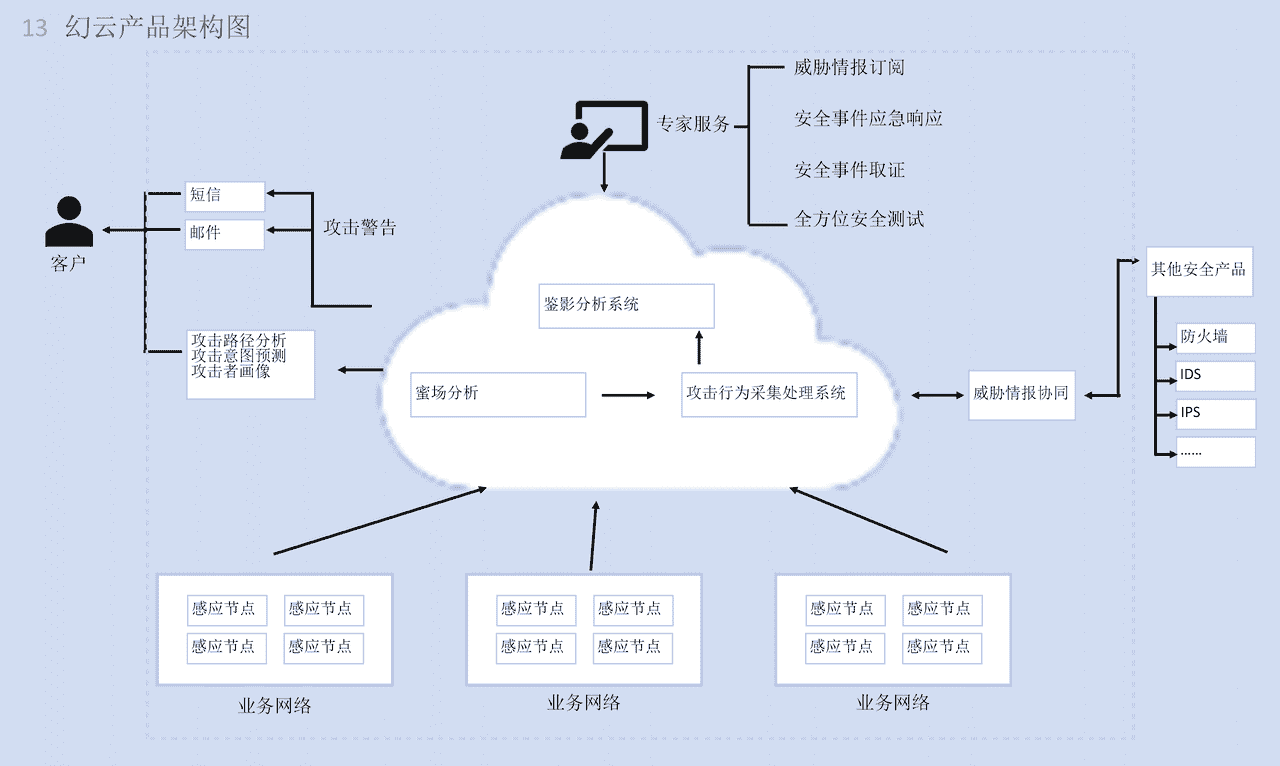 13 幻云产品架构图
威胁情报订阅
专家服务
安全事件应急响应
安全事件取证
全方位安全测试
短信
邮件
攻击警告
客户
其他安全产品
鉴影分析系统
攻击路径分析
攻击意图预测
攻击者画像
防火墙
IDS
IPS
......
蜜场分析
攻击行为采集处理系统
威胁情报协同
感应节点 感应节点
感应节点 感应节点
业务网络
感应节点 感应节点
感应节点 感应节点
业务网络
感应节点 感应节点
感应节点 感应节点
业务网络